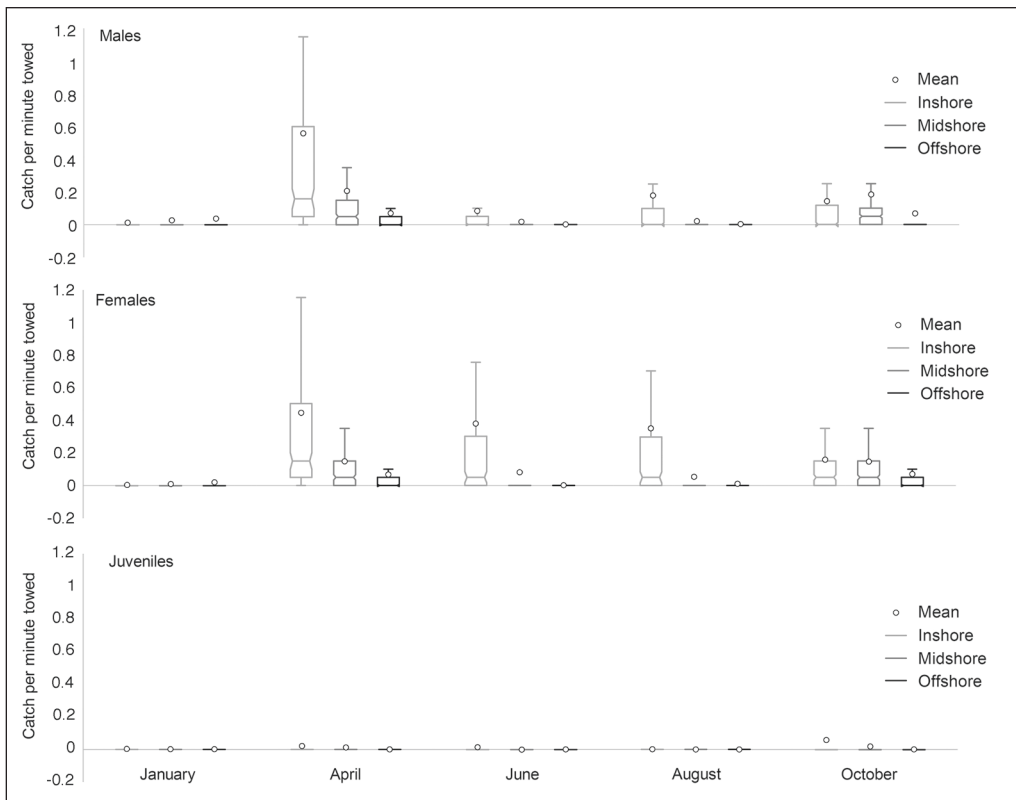 Males
Catch per minute towed
1.2
1
0.8
0.6
0.4
0.2
0
-0.2
Mean
Inshore
Midshore
Offshore
Females
Catch per minute towed
1.2
1
0.8
0.6
0.4
0.2
0
-0.2
Mean
Inshore
Midshore
Offshore
Juveniles
Catch per minute towed
1.2
1
0.8
0.6
0.4
0.2
0
-0.2
Mean
Inshore
Midshore
Offshore
January April June August October